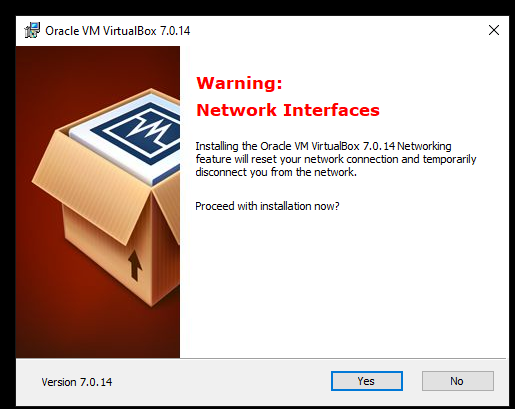 Oracle VM VirtualBox 7.0.14
Warning:
Network Interfaces
Installing the Oracle VM VirtualBox 7.0.14 Networking
feature will reset your network connection and temporarily
disconnect you from the network.
Proceed with installation now?
Version 7.0.14
Yes
No